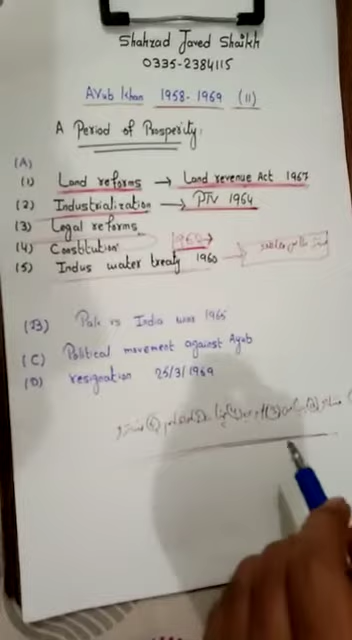 Shahzad Javed Shaikh
0335-2384115
Ayub Khan 1958-1969 (II)
A Period of Prosperity:
(A)
(1) Land reforms → Land revenue Act 1967
(2) Industrialization → PTV 1964
(3) Legal reforms
(4) Constitution 1962 →
(5) Indus water treaty 1960 →
(B) Pak vs India war 1965
(C) Political movement against Ayub
(D) resignation 25/3/1969